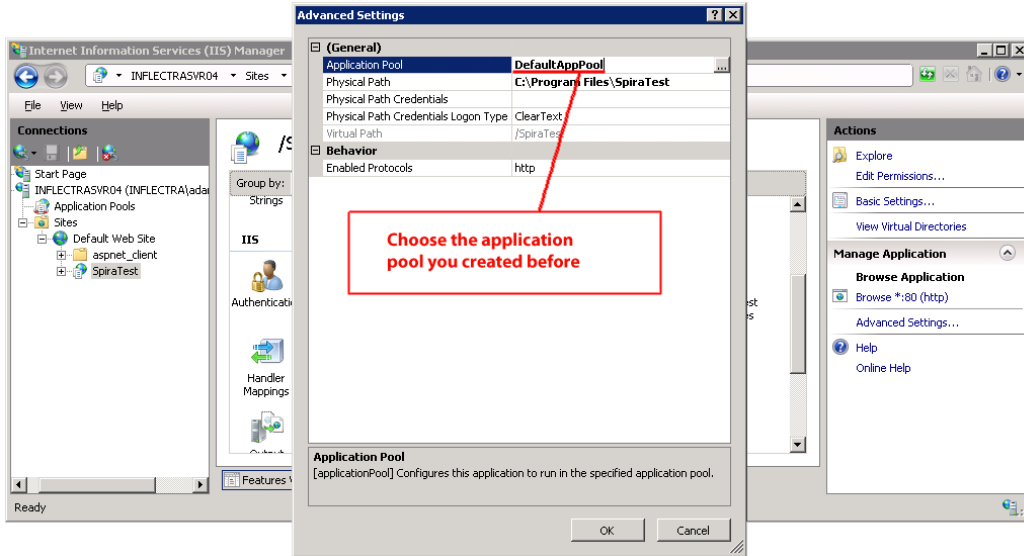 Advanced Settings
(General)
Application Pool DefaultAppPool ...
Physical Path C:\Program Files\SpiraTest
Physical Path Credentials
Physical Path Credentials Logon Type ClearText
Virtual Path /SpiraTest
Behavior
Enabled Protocols http
Choose the application
pool you created before
Application Pool
[applicationPool] Configures this application to run in the specified application pool.
OK Cancel
Internet Information Services (IIS) Manager
INFLECTRASVR04 Sites
File View Help
Connections
Start Page
INFLECTRASVR04 (INFLECTRA\adar
Application Pools
Sites
Default Web Site
aspnet_client
SpiraTest
Ready
/S
Group by:
Strings
IIS
Authenticati
Handler
Mappings
Features
Actions
Explore
Edit Permissions...
Basic Settings...
View Virtual Directories
Manage Application
Browse Application
Browse *:80 (http)
Advanced Settings...
Help
Online Help